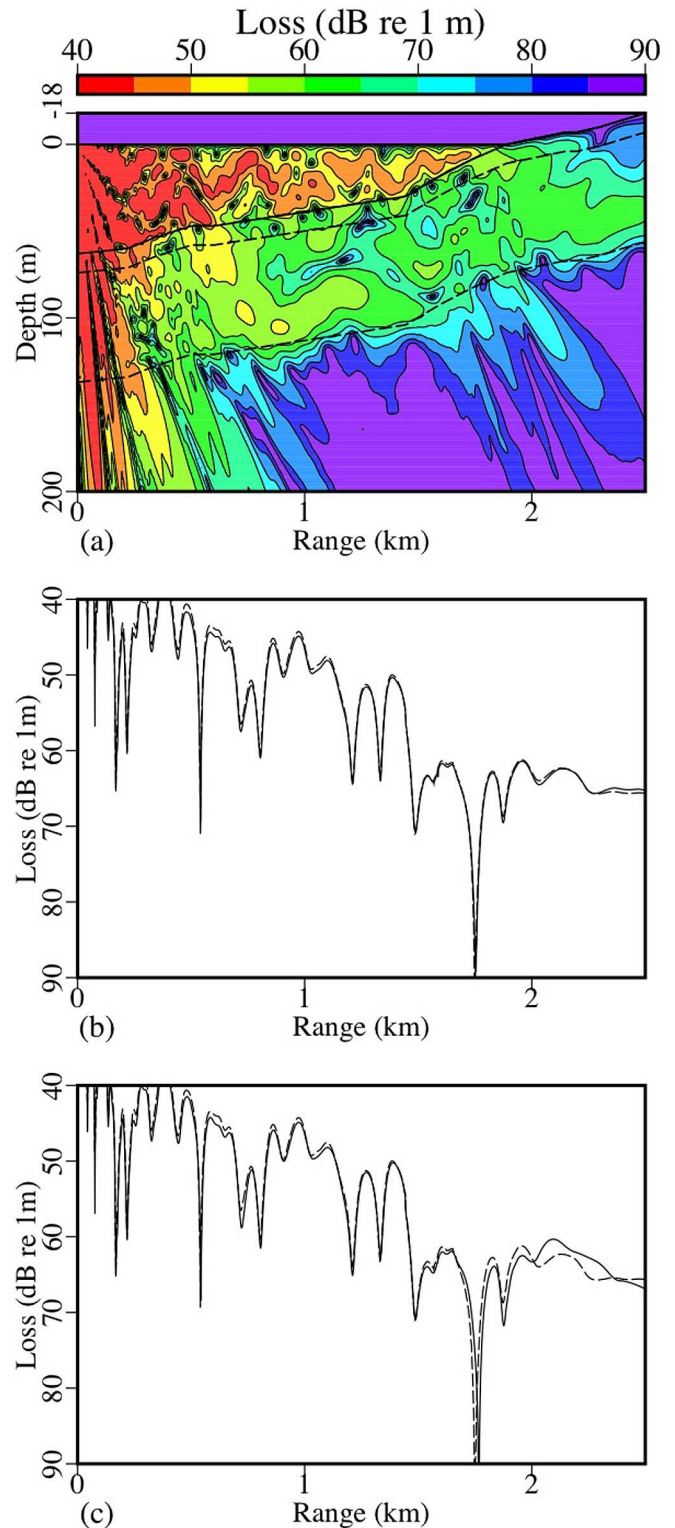 Loss (dB re 1 m)
40 50 60 70 80 90
-18
0
100
200
Depth (m)
0 1 2
(a)
Range (km)
40
50
60
70
80
90
Loss (dB re 1m)
0 1 2
(b)
Range (km)
40
50
60
70
80
90
Loss (dB re 1m)
0 1 2
(c)
Range (km)